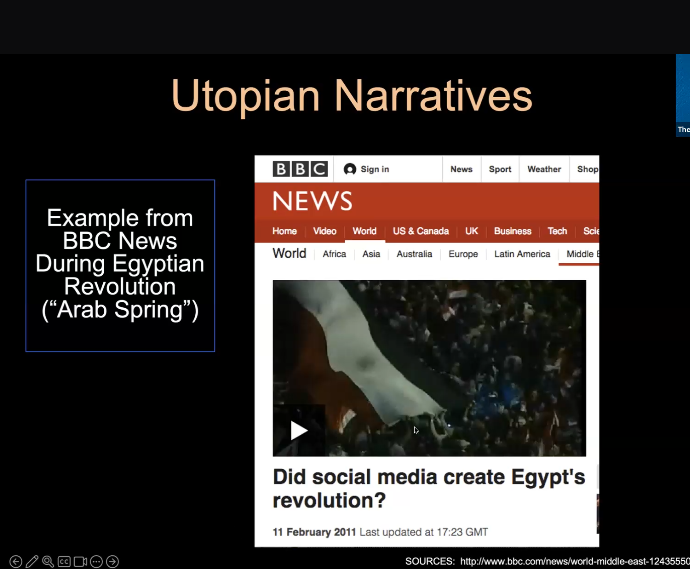 Utopian Narratives
The
Example from
BBC News
During Egyptian
Revolution
(“Arab Spring”)
BBC Sign in News Sport Weather Shop
NEWS
Home Video World US & Canada UK Business Tech Scie
World Africa Asia Australia Europe Latin America Middle E
Did social media create Egypt's
revolution?
11 February 2011 Last updated at 17:23 GMT
CC
SOURCES: http://www.bbc.com/news/world-middle-east-12435550